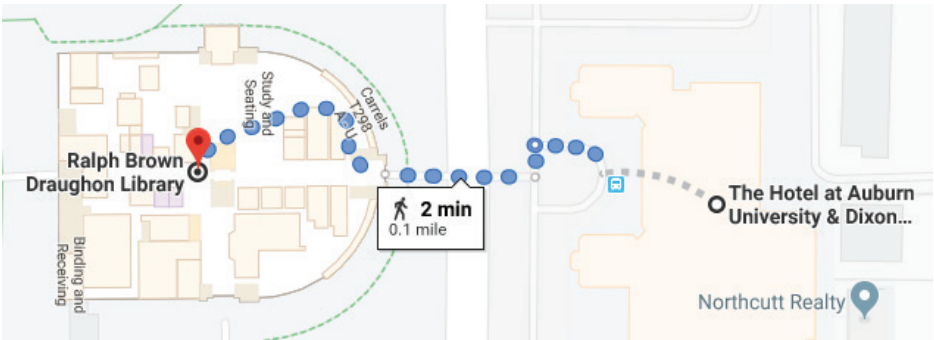 Study and
Seating
Carrels
T298
A-U
Ralph Brown
Draughon Library
Binding and
Receiving
2 min
0.1 mile
The Hotel at Auburn
University & Dixon...
Northcutt Realty